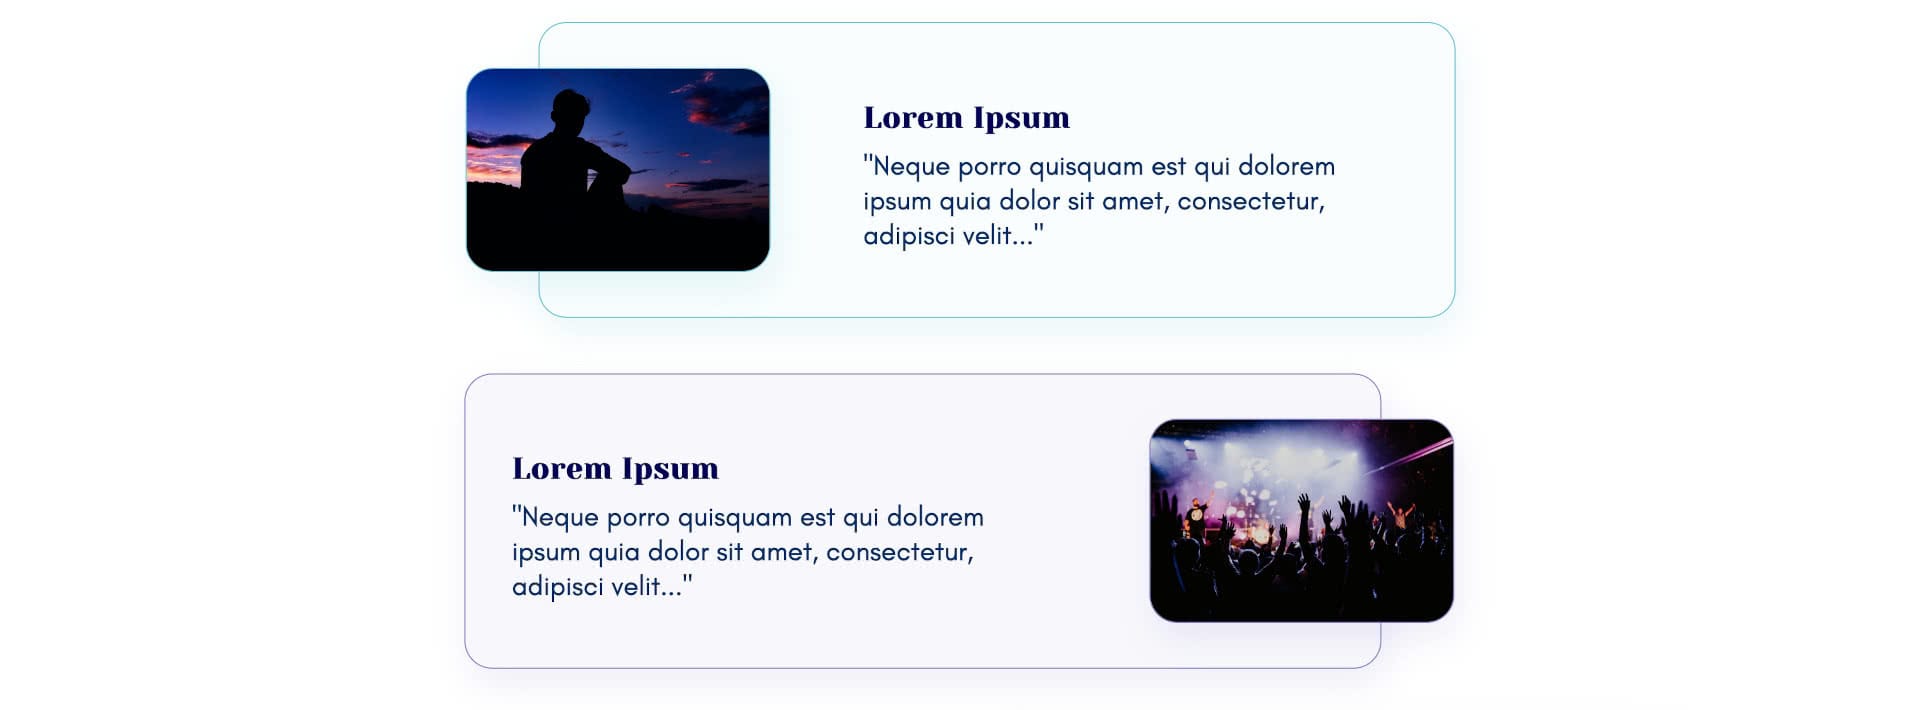 Lorem Ipsum
"Neque porro quisquam est qui dolorem
ipsum quia dolor sit amet, consectetur,
adipisci velit..."
Lorem Ipsum
"Neque porro quisquam est qui dolorem
ipsum quia dolor sit amet, consectetur,
adipisci velit..."